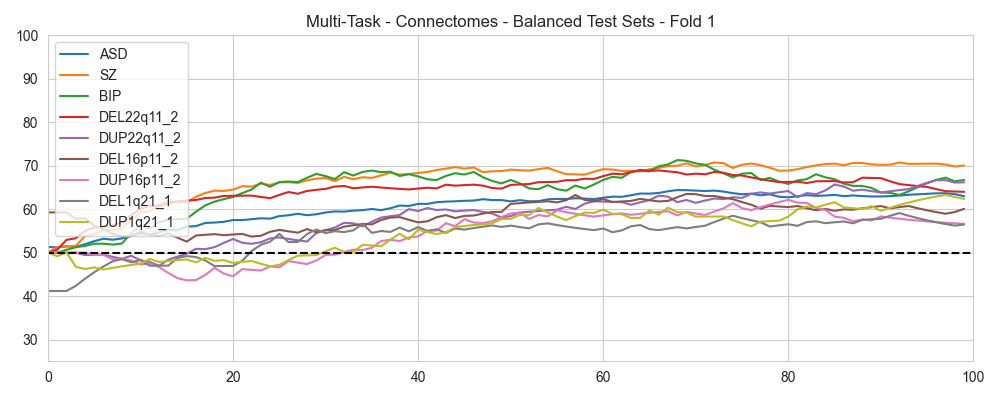 Multi-Task - Connectomes - Balanced Test Sets - Fold 1
100
90
80
70
60
50
40
30
ASD
SZ
BIP
DEL22q11_2
DUP22q11_2
DEL16p11_2
DUP16p11_2
DEL1q21_1
DUP1q21_1
0 20 40 60 80 100